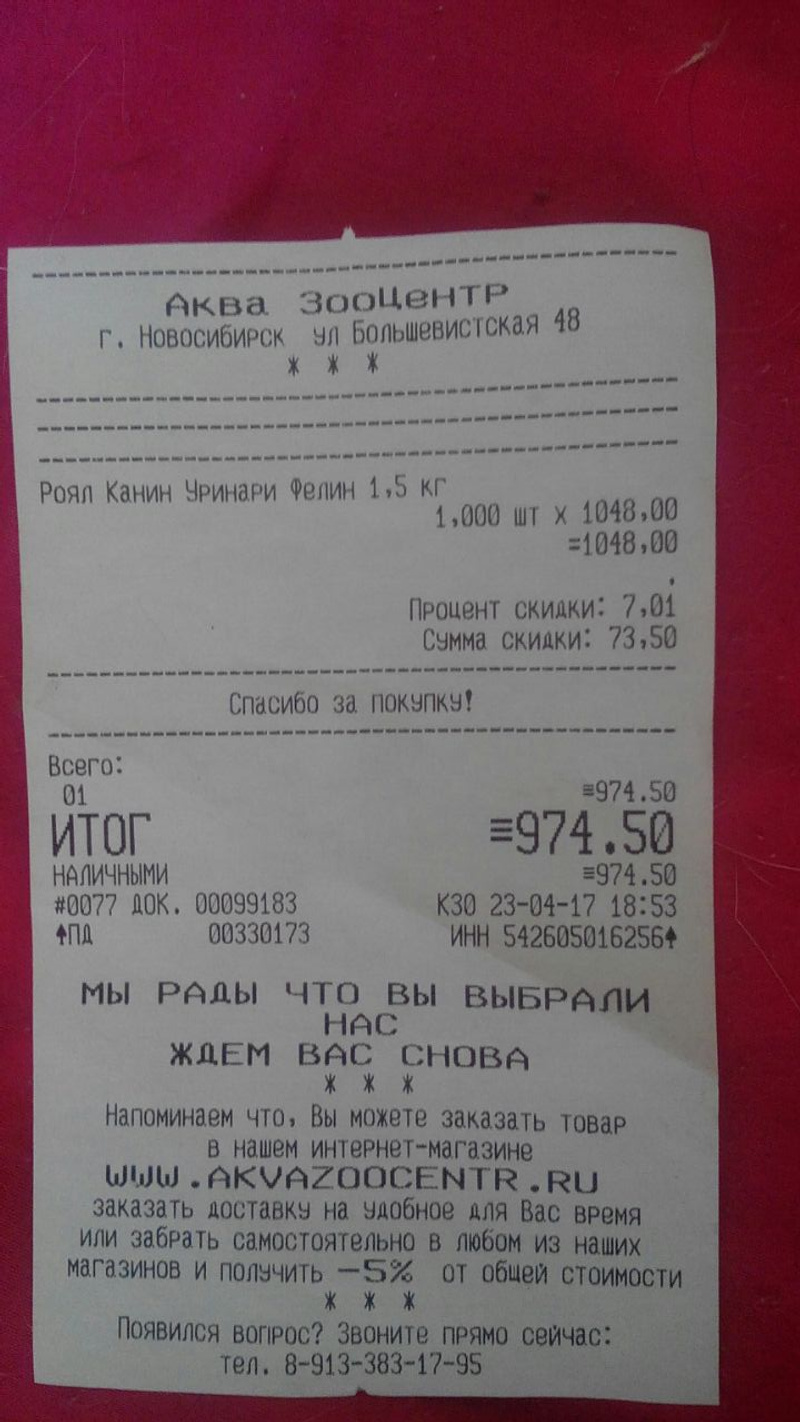 Аква ЗооЦентр
г. Новосибирск ул Большевистская 48
* * *
Роял Канин Уринари Фелин 1,5 кг
1,000 шт X 1048,00
=1048,00
.
Процент скидки: 7,01
Сумма скидки: 73,50
Спасибо за покупку!
Всего:
01 ≡974.50
ИТОГ ≡974.50
НАЛИЧНЫМИ ≡974.50
#0077 ДОК. 00099183 К30 23-04-17 18:53
↑ПД 00330173 ИНН 542605016256↑
МЫ РАДЫ ЧТО ВЫ ВЫБРАЛИ
НАС
ЖДЕМ ВАС СНОВА
* * *
Напоминаем что, Вы можете заказать товар
в нашем интернет-магазине
WWW.AKVAZOOCENTR.RU
заказать доставку на удобное для Вас время
или забрать самостоятельно в любом из наших
магазинов и получить -5% от общей стоимости
* * *
Появился вопрос? Звоните прямо сейчас:
тел. 8-913-383-17-95